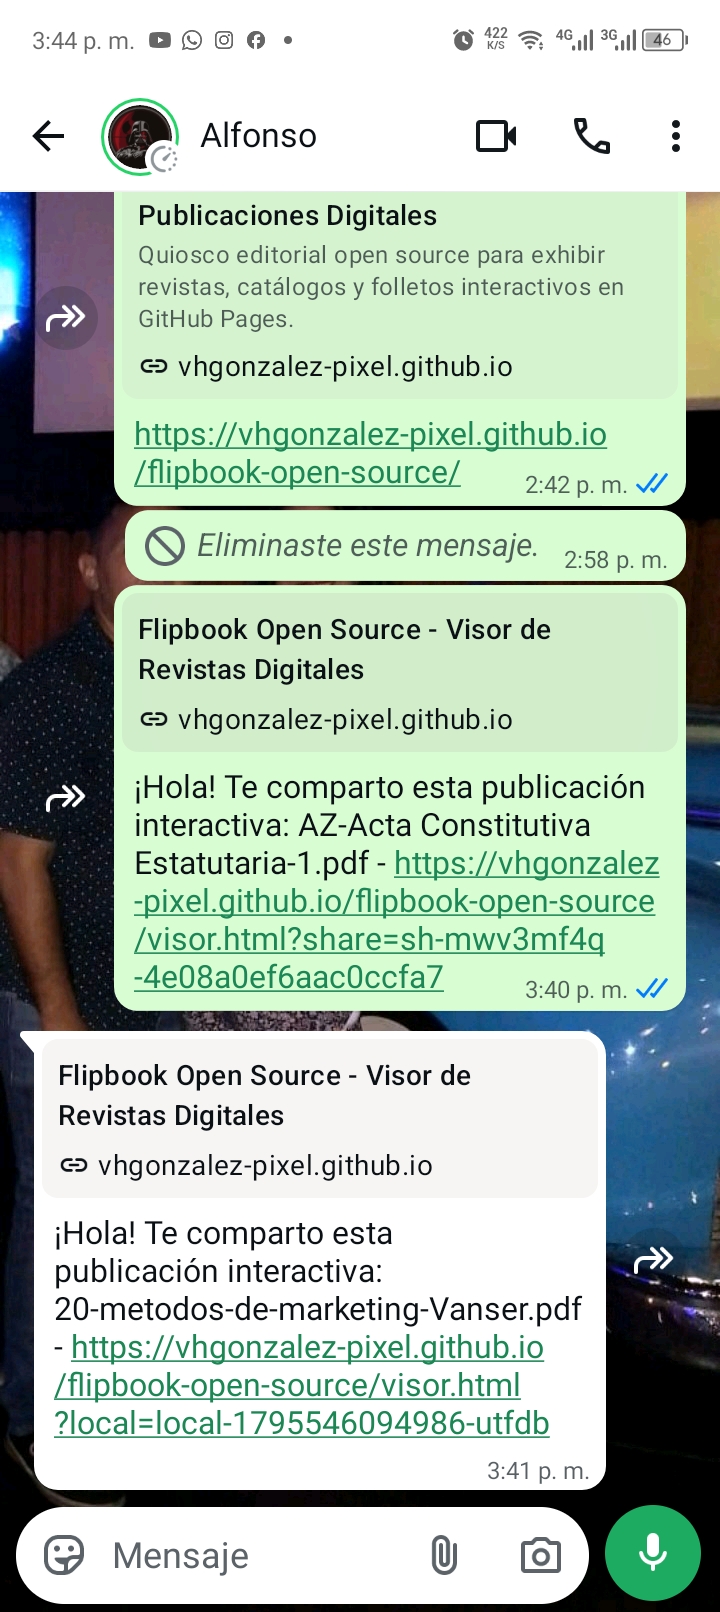 3:44 p. m.
422
K/S
4G
3G
46
Alfonso
Publicaciones Digitales
Quiosco editorial open source para exhibir
revistas, catálogos y folletos interactivos en
GitHub Pages.
vhgonzalez-pixel.github.io
https://vhgonzalez-pixel.github.io
/flipbook-open-source/
2:42 p. m.
Eliminaste este mensaje.
2:58 p. m.
Flipbook Open Source - Visor de
Revistas Digitales
vhgonzalez-pixel.github.io
¡Hola! Te comparto esta publicación
interactiva: AZ-Acta Constitutiva
Estatutaria-1.pdf - https://vhgonzalez
-pixel.github.io/flipbook-open-source
/visor.html?share=sh-mwv3mf4q
-4e08a0ef6aac0ccfa7
3:40 p. m.
Flipbook Open Source - Visor de
Revistas Digitales
vhgonzalez-pixel.github.io
¡Hola! Te comparto esta
publicación interactiva:
20-metodos-de-marketing-Vanser.pdf
- https://vhgonzalez-pixel.github.io
/flipbook-open-source/visor.html
?local=local-1795546094986-utfdb
3:41 p. m.
Mensaje